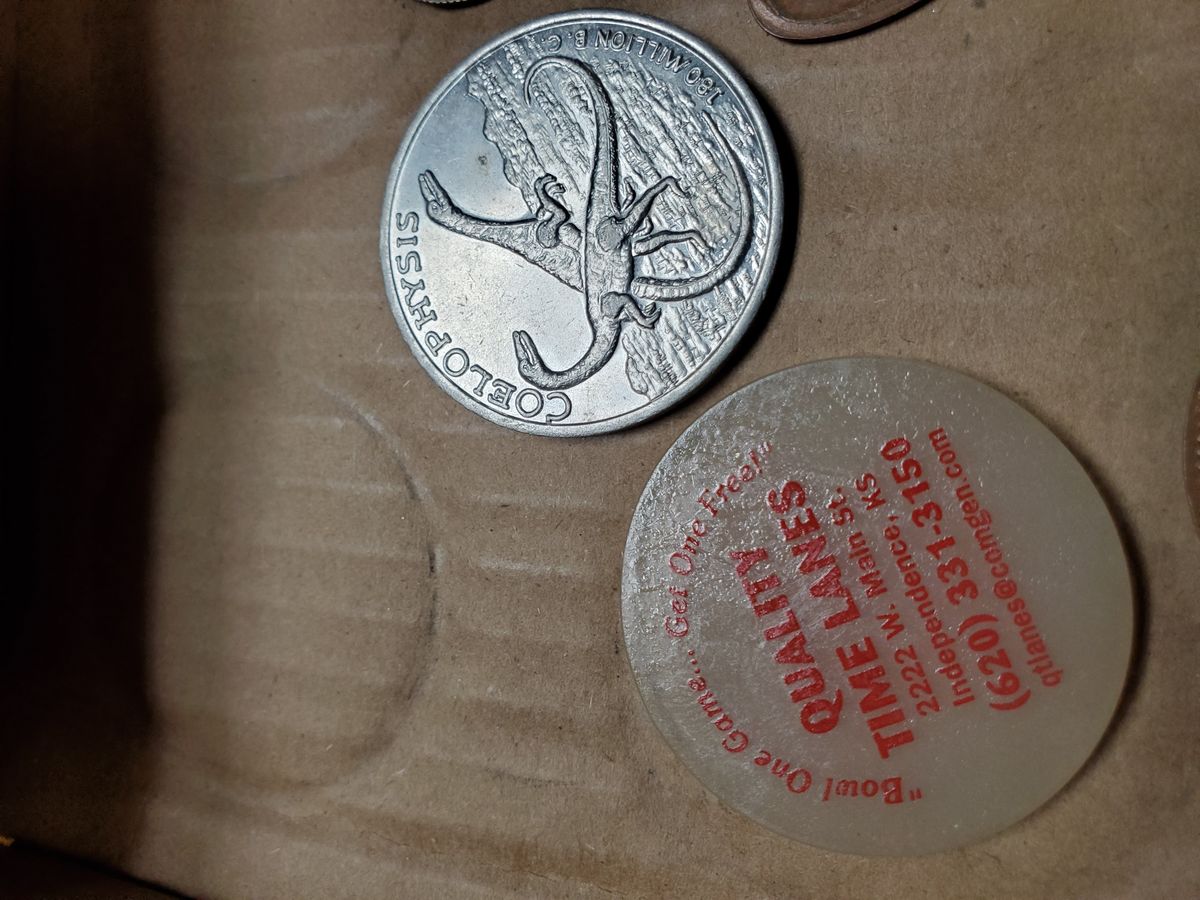 180 MILLION B.C.
COELOPHYSIS
"Bowl One Game... Get One Free!"
QUALITY
TIME LANES
2222 W. Main St.
Independence, KS
(620) 331-3150
qtlanes@comgen.com